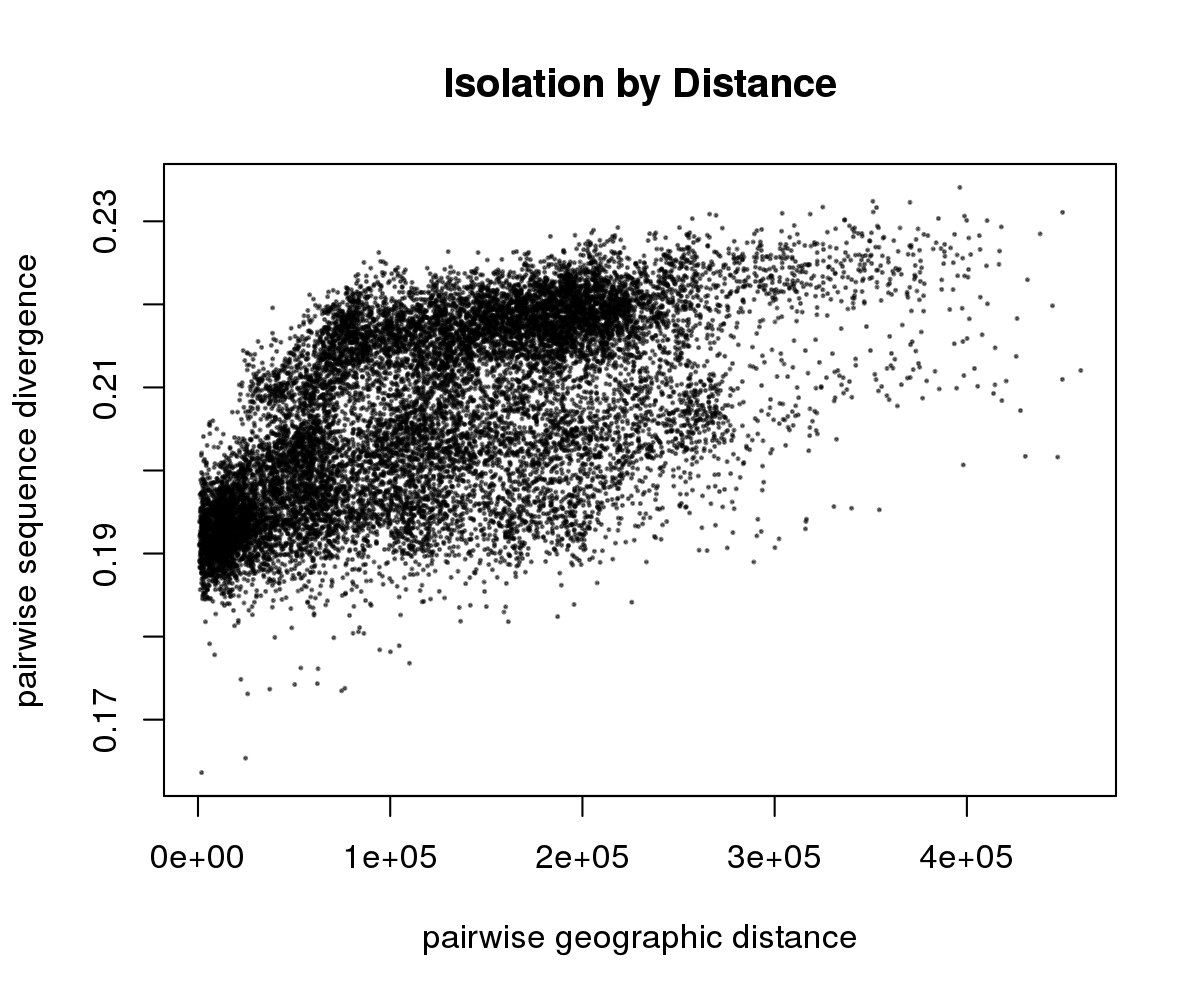 Isolation by Distance
pairwise sequence divergence
0.23
0.21
0.19
0.17
0e+00 1e+05 2e+05 3e+05 4e+05
pairwise geographic distance